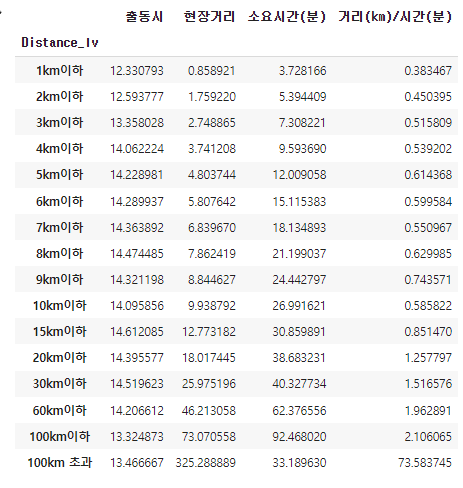 출동시 현장거리 소요시간(분) 거리(km)/시간(분)
Distance_lv
1km이하 12.330793 0.858921 3.728166 0.383467
2km이하 12.593777 1.759220 5.394409 0.450395
3km이하 13.358028 2.748865 7.308221 0.515809
4km이하 14.062224 3.741208 9.593690 0.539202
5km이하 14.228981 4.803744 12.009058 0.614368
6km이하 14.289937 5.807642 15.115383 0.599584
7km이하 14.363892 6.839670 18.134893 0.550967
8km이하 14.474485 7.862419 21.199037 0.629985
9km이하 14.321198 8.844627 24.442797 0.743571
10km이하 14.095856 9.938792 26.991621 0.585822
15km이하 14.612085 12.773182 30.859891 0.851470
20km이하 14.395577 18.017445 38.683231 1.257797
30km이하 14.519623 25.975196 40.327734 1.516576
60km이하 14.206612 46.213058 62.376556 1.962891
100km이하 13.324873 73.070558 92.468020 2.106065
100km 초과 13.466667 325.288889 33.189630 73.583745